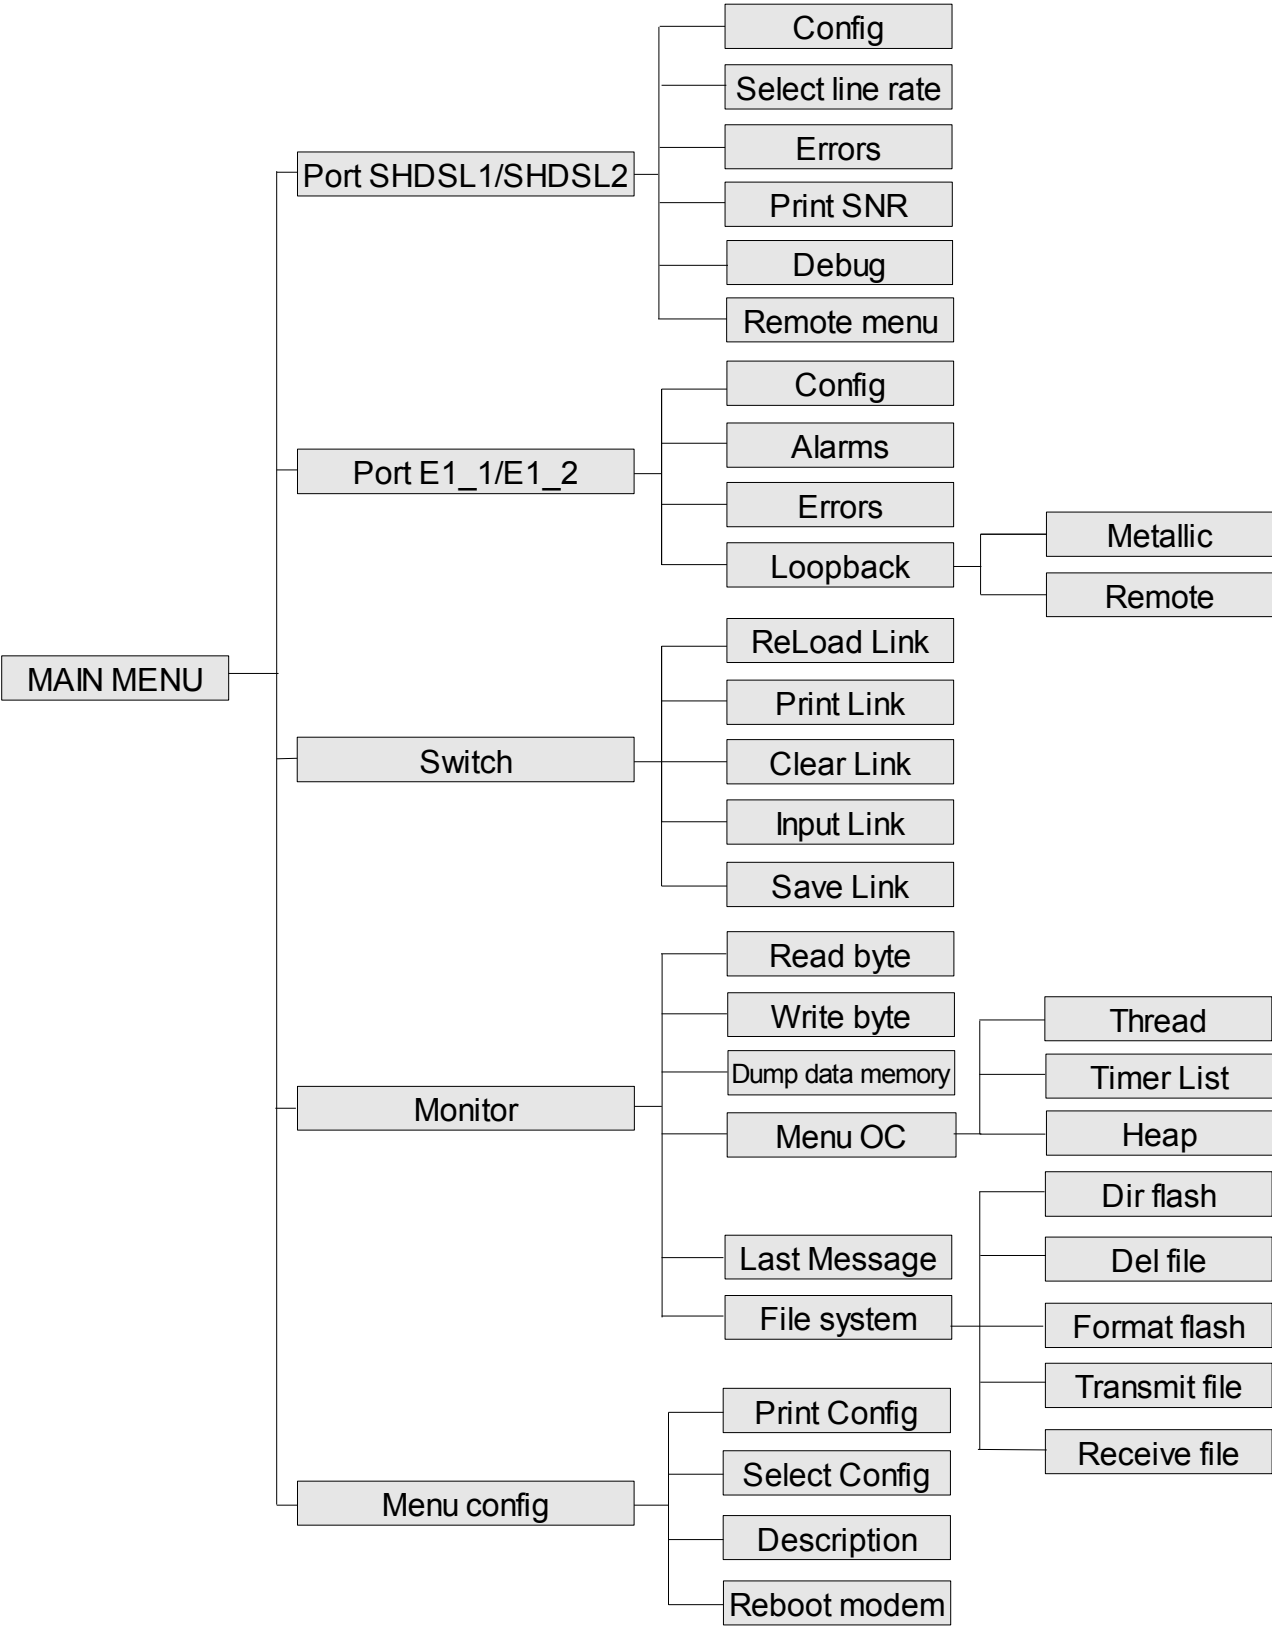 MAIN MENU
Port SHDSL1/SHDSL2
Config
Select line rate
Errors
Print SNR
Debug
Remote menu
Port E1_1/E1_2
Config
Alarms
Errors
Loopback
Metallic
Remote
Switch
ReLoad Link
Print Link
Clear Link
Input Link
Save Link
Monitor
Read byte
Write byte
Dump data memory
Menu OC
Thread
Timer List
Heap
Last Message
File system
Dir flash
Del file
Format flash
Transmit file
Receive file
Menu config
Print Config
Select Config
Description
Reboot modem